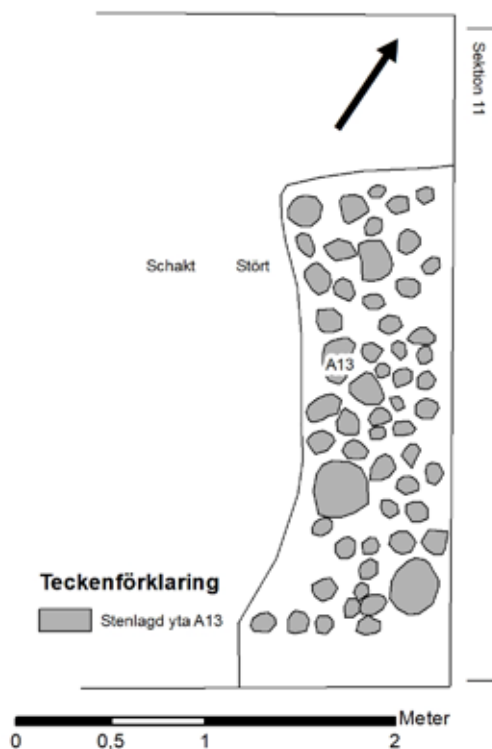 Sektion 11
Schakt Stört
A13
Teckenförklaring
Stenlagd yta A13
Meter
0 0,5 1 2